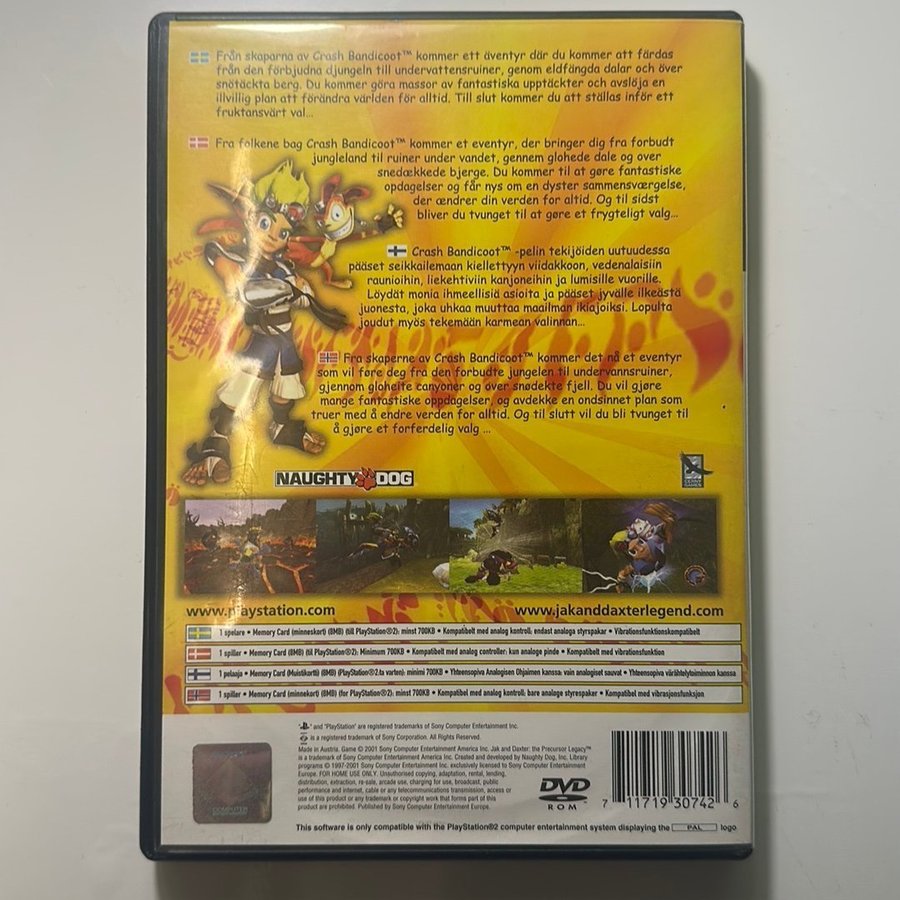 Från skaparna av Crash Bandicoot™ kommer ett äventyr där du kommer att färdas
från den förbjudna djungeln till undervattensruiner, genom eldfängda dalar och över
snötäckta berg. Du kommer göra massor av fantastiska upptäckter och avslöja en
illvillig plan att förändra världen för alltid. Till slut kommer du att ställas inför ett
fruktansvärt val...
Fra folkene bag Crash Bandicoot™ kommer et eventyr, der bringer dig fra forbudt
jungleland til ruiner under vandet, gennem glohede dale og over
snedækkede bjerge. Du kommer til at gøre fantastiske
opdagelser og får nys om en dyster sammensværgelse,
der ændrer din verden for altid. Og til sidst
bliver du tvunget til at gøre et frygteligt valg...
Crash Bandicoot™ -pelin tekijöiden uutuudessa
pääset seikkailemaan kiellettyyn viidakkoon, vedenalaisiin
raunioihin, liekehtiviin kanjoneihin ja lumisille vuorille.
Löydät monia ihmeellisiä asioita ja pääset jyvälle ilkeästä
juonesta, joka uhkaa muuttaa maailman ikiajoiksi. Lopulta
joudut myös tekemään karmean valinnan...
Fra skaperne av Crash Bandicoot™ kommer det nå et eventyr
som vil føre deg fra den forbudte jungelen til undervannsruiner,
gjennom gloheite canyoner og over snødekte fjell. Du vil gjøre
mange fantastiske oppdagelser, og avdekke en ondsinnet plan som
truer med å endre verden for alltid. Og til slutt vil du bli tvunget til
å gjøre et forferdelig valg ...
NAUGHTY DOG
www.playstation.com
www.jakanddaxterlegend.com
1 spelare • Memory Card (minneskort) (8MB) (till PlayStation®2): minst 700KB • Kompatibelt med analog kontroll: endast analoga styrspakar • Vibrationsfunktionskompatibelt
1 spiller • Memory Card (8MB) (til PlayStation®2): Minimum 700KB • Kompatibelt med analog controller: kun analoge pinde • Kompatibelt med vibrationsfunktion
1 pelaaja • Memory Card (Muistikortti) (8MB) (PlayStation®2.ta varten): minimi 700KB • Yhteensopiva Analogisen Ohjaimen kanssa: vain analogiset sauvat • Yhteensopiva värähtelytoiminnon kanssa
1 spiller • Memory Card (minnekort) (8MB) (for PlayStation®2): minst 700KB • Kompatibel med analog kontroll: bare analoge styrespaker • Kompatibel med vibrasjonsfunksjon
" " and "PlayStation" are registered trademarks of Sony Computer Entertainment Inc.
is a registered trademark of Sony Corporation. All Rights Reserved.
Made in Austria. Game © 2001 Sony Computer Entertainment America Inc. Jak and Daxter: the Precursor Legacy™
is a trademark of Sony Computer Entertainment America Inc. Created and developed by Naughty Dog, Inc. Library
programs © 1997-2001 Sony Computer Entertainment Inc. exclusively licensed to Sony Computer Entertainment
Europe. FOR HOME USE ONLY. Unauthorised copying, adaptation, rental, lending,
distribution, extraction, re-sale, arcade use, charging for use, broadcast, public
performance and internet, cable or any telecommunications transmission, access or
use of this product or any trademark or copyright work that forms part of this
product are prohibited. Published by Sony Computer Entertainment Europe.
COMPUTER
DVD
ROM
7 11719 30742 6
This software is only compatible with the PlayStation®2 computer entertainment system displaying the PAL logo